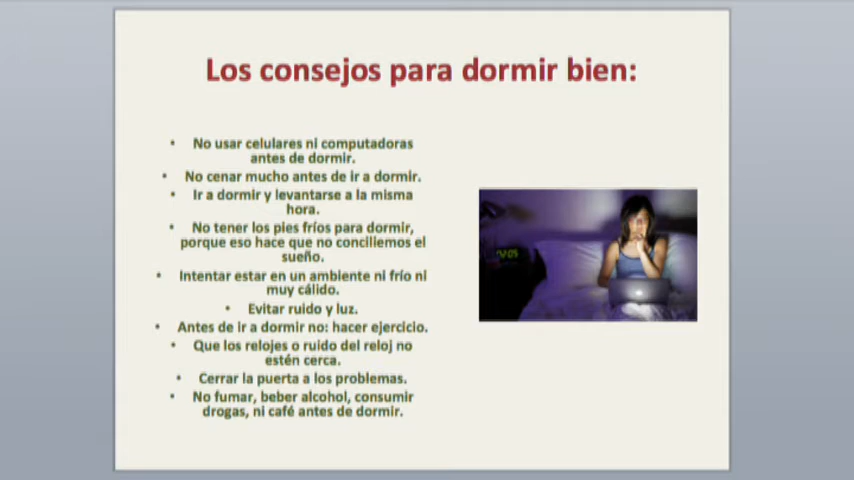 Los consejos para dormir bien:
• No usar celulares ni computadoras
antes de dormir.
• No cenar mucho antes de ir a dormir.
• Ir a dormir y levantarse a la misma
hora.
• No tener los pies fríos para dormir,
porque eso hace que no conciliemos el
sueño.
• Intentar estar en un ambiente ni frío ni
muy cálido.
• Evitar ruido y luz.
• Antes de ir a dormir no: hacer ejercicio.
• Que los relojes o ruido del reloj no
estén cerca.
• Cerrar la puerta a los problemas.
• No fumar, beber alcohol, consumir
drogas, ni café antes de dormir.